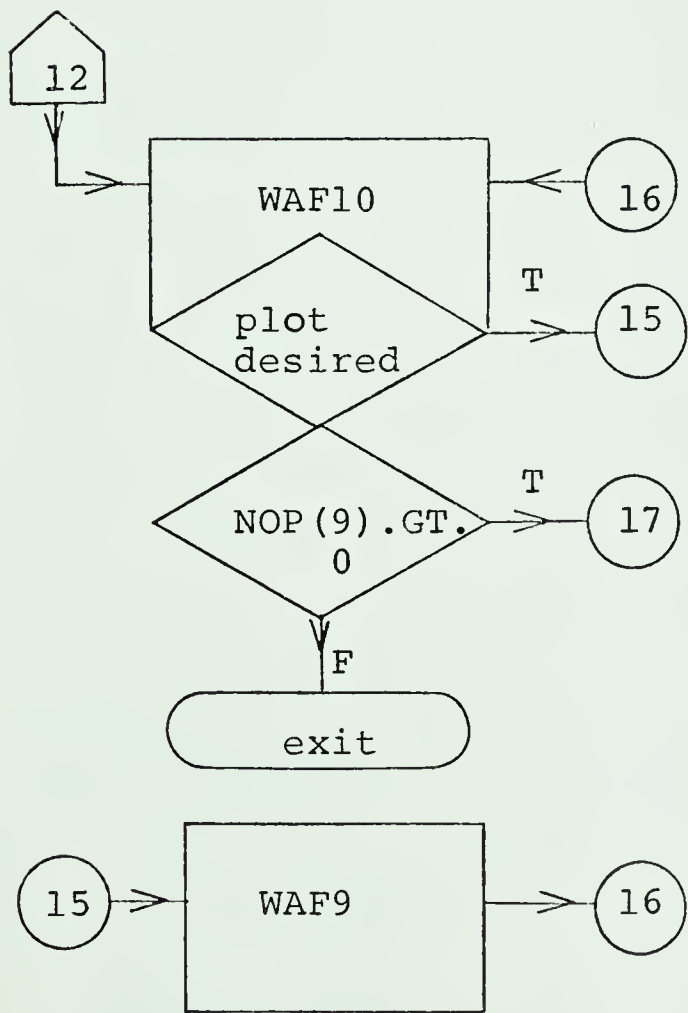 12
WAF10
16
T
plot
desired
15
T
NOP(9).GT.
0
17
F
exit
15
WAF9
16